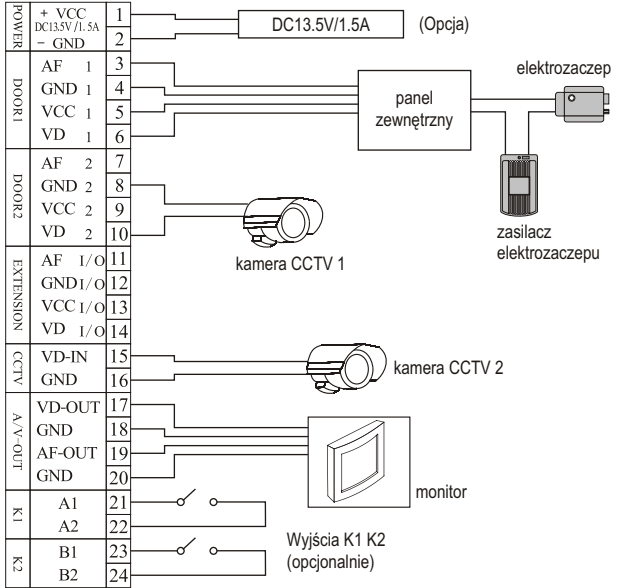 POWER
+ VCC 1
DC13.5V/1.5A
- GND 2
DC13.5V/1.5A (Opcja)
DOOR1
AF 1 3
GND 1 4
VCC 1 5
VD 1 6
panel
zewnętrzny
elektrozaczep
zasilacz
elektrozaczepu
DOOR2
AF 2 7
GND 2 8
VCC 2 9
VD 2 10
kamera CCTV 1
EXTENSION
AF I/O 11
GND I/O 12
VCC I/O 13
VD I/O 14
CCTV
VD-IN 15
GND 16
kamera CCTV 2
A/V-OUT
VD-OUT 17
GND 18
AF-OUT 19
GND 20
monitor
K1
A1 21
A2 22
K2
B1 23
B2 24
Wyjścia K1 K2
(opcjonalnie)